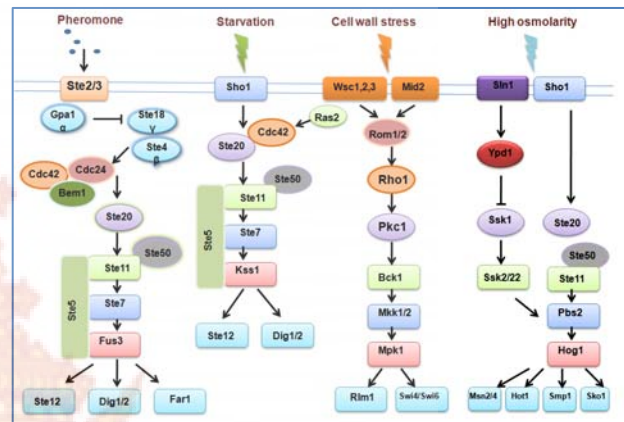 Pheromone
Starvation
Cell wall stress
High osmolarity
Ste2/3
Gpa1
α
Ste18
γ
Ste4
β
Cdc42
Cdc24
Bem1
Ste20
Ste50
Ste5
Ste11
Ste7
Fus3
Ste12
Dig1/2
Far1
Sho1
Ras2
Cdc42
Ste20
Ste50
Ste5
Ste11
Ste7
Kss1
Ste12
Dig1/2
Wsc1,2,3
Mid2
Rom1/2
Rho1
Pkc1
Bck1
Mkk1/2
Mpk1
Rlm1
Swi4/Swi6
Sln1
Sho1
Ypd1
Ssk1
Ste20
Ste50
Ssk2/22
Ste11
Pbs2
Hog1
Msn2/4
Hot1
Smp1
Sko1